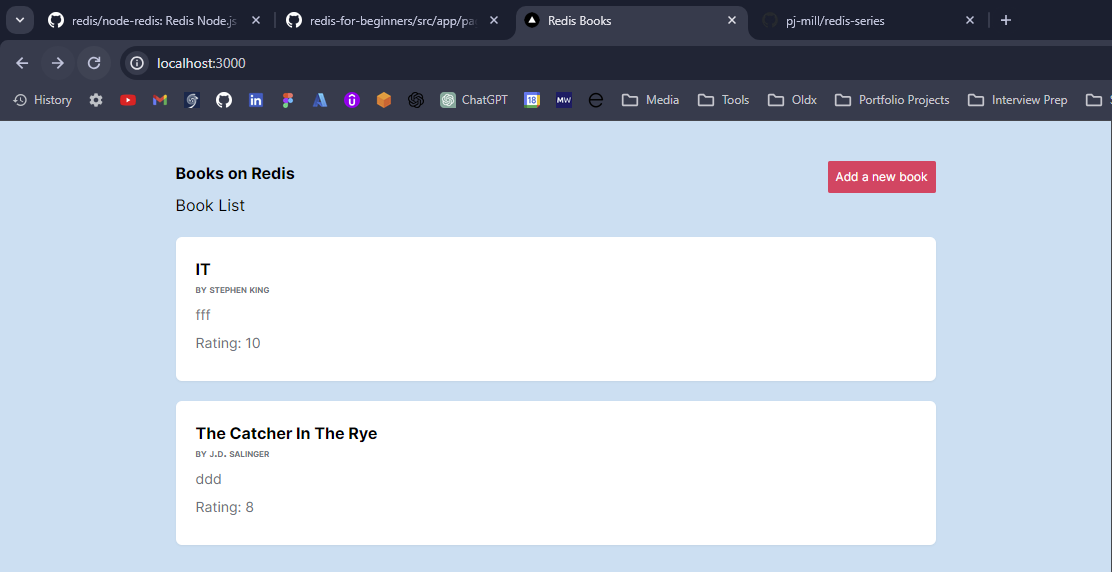 redis/node-redis: Redis Node.js
redis-for-beginners/src/app/pa
Redis Books
pj-mill/redis-series
localhost:3000
History
ChatGPT
18
MW
Media
Tools
Oldx
Portfolio Projects
Interview Prep
Books on Redis
Add a new book
Book List
IT
BY STEPHEN KING
fff
Rating: 10
The Catcher In The Rye
BY J.D. SALINGER
ddd
Rating: 8